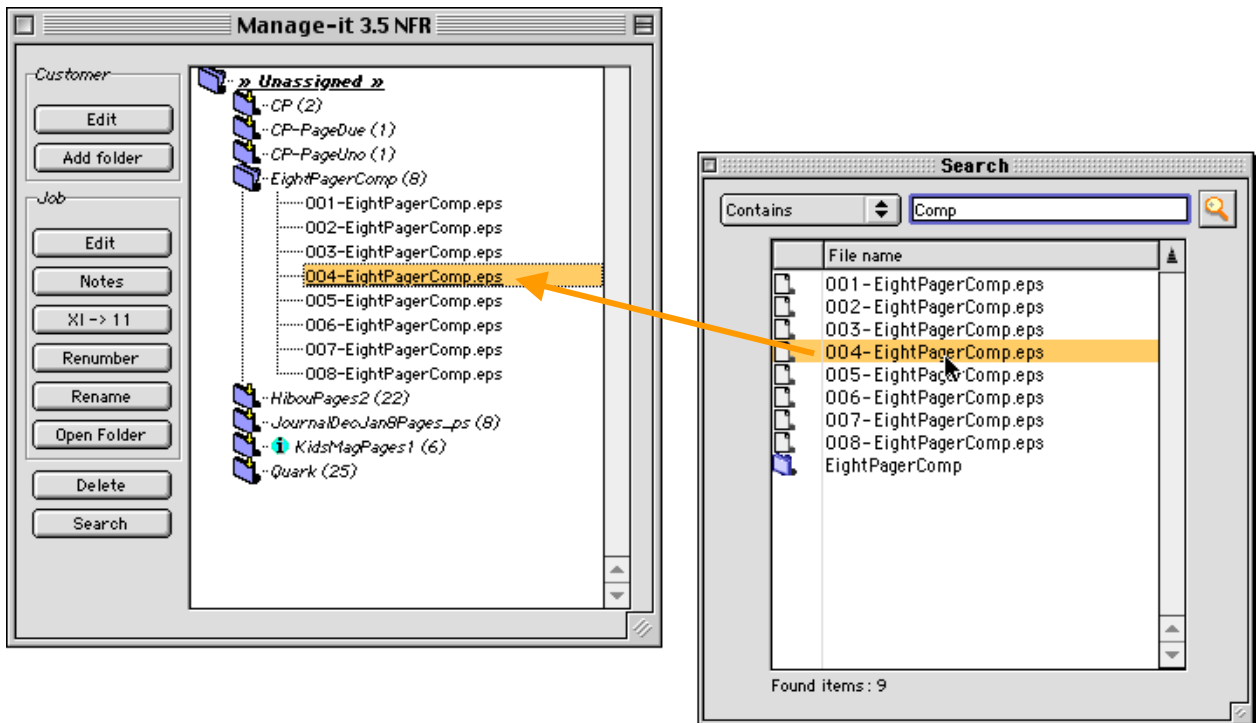 Manage-it 3.5 NFR
Customer
Edit
Add folder
Job
Edit
Notes
XI -> 11
Renumber
Rename
Open Folder
Delete
Search
» Unassigned »
CP (2)
CP-PageDue (1)
CP-PageUno (1)
EightPagerComp (8)
001-EightPagerComp.eps
002-EightPagerComp.eps
003-EightPagerComp.eps
004-EightPagerComp.eps
005-EightPagerComp.eps
006-EightPagerComp.eps
007-EightPagerComp.eps
008-EightPagerComp.eps
HibouPages2 (22)
JournalDecJan8Pages_ps (8)
i KidsMagPages1 (6)
Quark (25)
Search
Contains
Comp
File name
001-EightPagerComp.eps
002-EightPagerComp.eps
003-EightPagerComp.eps
004-EightPagerComp.eps
005-EightPagerComp.eps
006-EightPagerComp.eps
007-EightPagerComp.eps
008-EightPagerComp.eps
EightPagerComp
Found items: 9